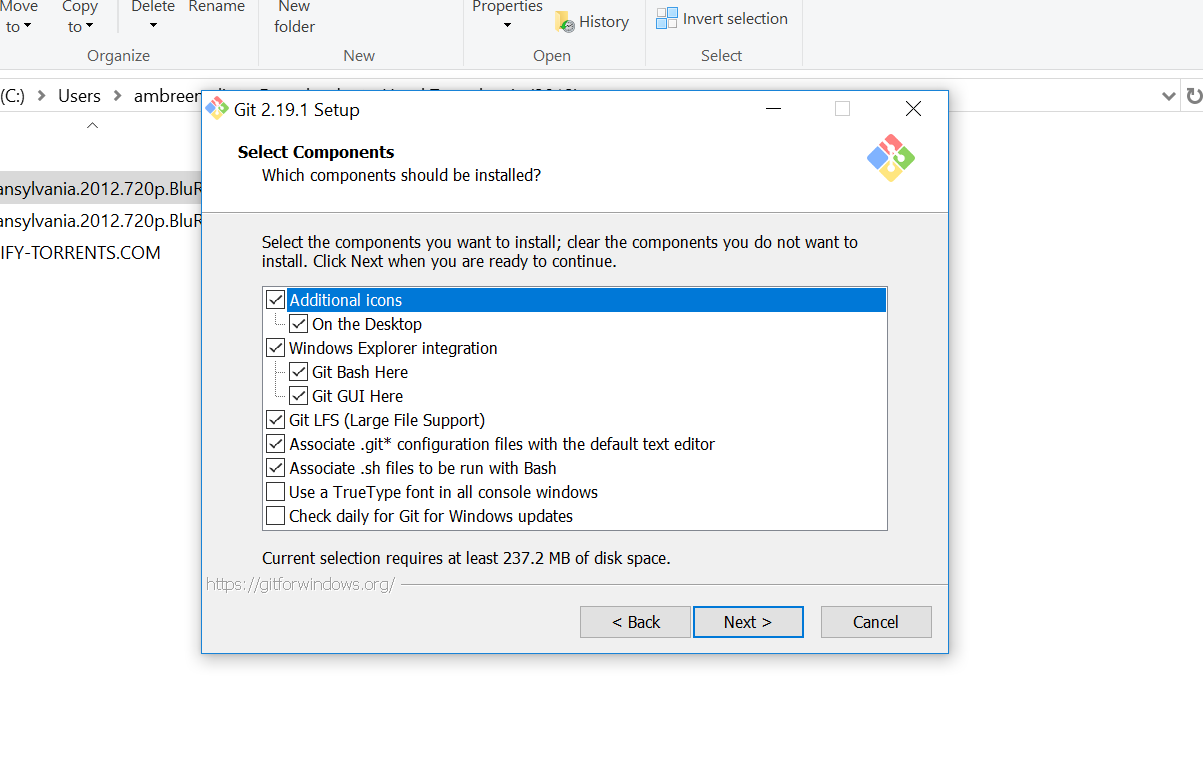 Move Copy Delete Rename New Properties
to to folder History Invert selection
Organize New Open Select
(C:) Users ambreen
Git 2.19.1 Setup
Select Components
Which components should be installed?
ansylvania.2012.720p.BluR
ansylvania.2012.720p.BluR
IFY-TORRENTS.COM
Select the components you want to install; clear the components you do not want to
install. Click Next when you are ready to continue.
Additional icons
On the Desktop
Windows Explorer integration
Git Bash Here
Git GUI Here
Git LFS (Large File Support)
Associate .git* configuration files with the default text editor
Associate .sh files to be run with Bash
Use a TrueType font in all console windows
Check daily for Git for Windows updates
Current selection requires at least 237.2 MB of disk space.
https://gitforwindows.org/
< Back Next > Cancel